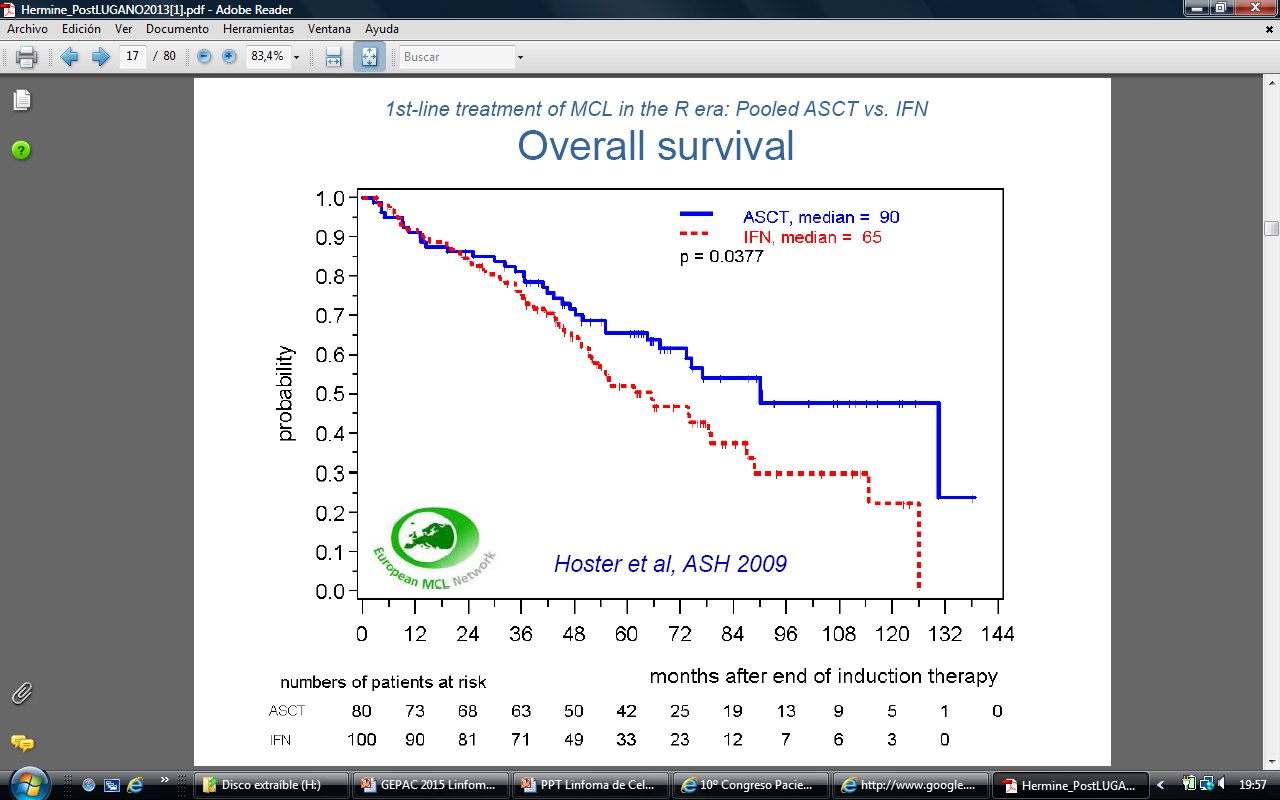 Hermine_PostLUGANO2013[1].pdf - Adobe Reader
Archivo Edición Ver Documento Herramientas Ventana Ayuda
17 / 80 83,4% Buscar
1st-line treatment of MCL in the R era: Pooled ASCT vs. IFN
Overall survival
ASCT, median = 90
IFN, median = 65
p = 0.0377
probability
1.0
0.9
0.8
0.7
0.6
0.5
0.4
0.3
0.2
0.1
0.0
European MCL Network
Hoster et al, ASH 2009
0 12 24 36 48 60 72 84 96 108 120 132 144
months after end of induction therapy
numbers of patients at risk
ASCT 80 73 68 63 50 42 25 19 13 9 5 1 0
IFN 100 90 81 71 49 33 23 12 7 6 3 0
Disco extraíble (H:) GEPAC 2015 Linfom... PPT Linfoma de Cel... 10º Congreso Pacie... http://www.google.... Hermine_PostLUGA... 19:57